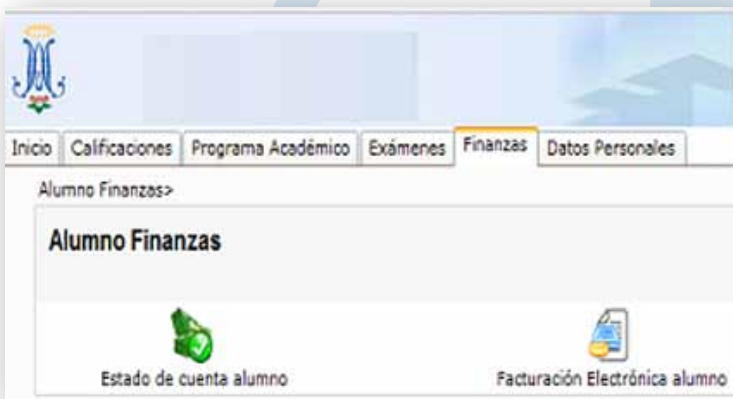 Inicio Calificaciones Programa Académico Exámenes Finanzas Datos Personales
Alumno Finanzas>
Alumno Finanzas
Estado de cuenta alumno Facturación Electrónica alumno